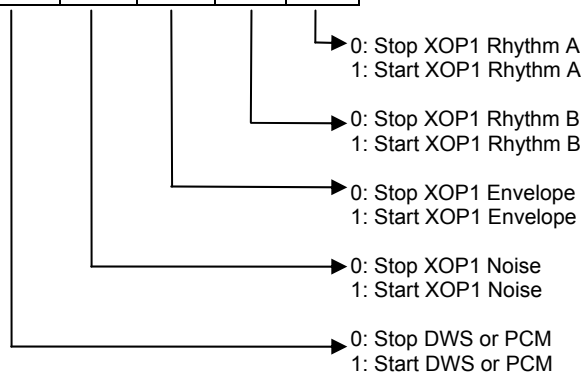 0: Stop XOP1 Rhythm A
1: Start XOP1 Rhythm A
0: Stop XOP1 Rhythm B
1: Start XOP1 Rhythm B
0: Stop XOP1 Envelope
1: Start XOP1 Envelope
0: Stop XOP1 Noise
1: Start XOP1 Noise
0: Stop DWS or PCM
1: Start DWS or PCM